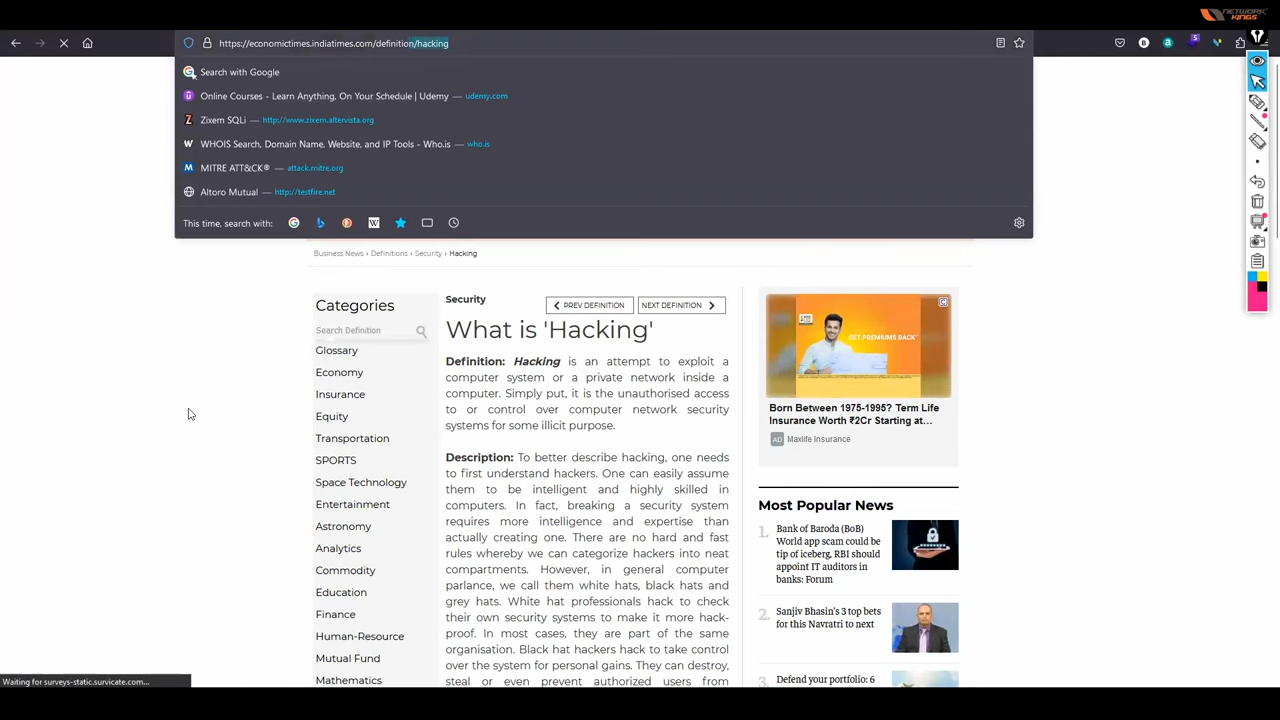 NETWORK
KINGS
https://economictimes.indiatimes.com/definition/hacking
Search with Google
Online Courses - Learn Anything, On Your Schedule | Udemy — udemy.com
Zixem SQLi — http://www.zixem.altervista.org
WHOIS Search, Domain Name, Website, and IP Tools - Who.is — who.is
MITRE ATT&CK® — attack.mitre.org
Altoro Mutual — http://testfire.net
This time, search with:
Business News › Definitions › Security › Hacking
Categories
Search Definition
Glossary
Economy
Insurance
Equity
Transportation
SPORTS
Space Technology
Entertainment
Astronomy
Analytics
Commodity
Education
Finance
Human-Resource
Mutual Fund
Mathematics
Security
PREV DEFINITION
NEXT DEFINITION
What is 'Hacking'
Definition: Hacking is an attempt to exploit a
computer system or a private network inside a
computer. Simply put, it is the unauthorised access
to or control over computer network security
systems for some illicit purpose.
Description: To better describe hacking, one needs
to first understand hackers. One can easily assume
them to be intelligent and highly skilled in
computers. In fact, breaking a security system
requires more intelligence and expertise than
actually creating one. There are no hard and fast
rules whereby we can categorize hackers into neat
compartments. However, in general computer
parlance, we call them white hats, black hats and
grey hats. White hat professionals hack to check
their own security systems to make it more hack-
proof. In most cases, they are part of the same
organisation. Black hat hackers hack to take control
over the system for personal gains. They can destroy,
steal or even prevent authorized users from
GET PREMIUMS BACK
Born Between 1975-1995? Term Life
Insurance Worth ₹2Cr Starting at...
AD Maxlife Insurance
Most Popular News
1. Bank of Baroda (BoB)
World app scam could be
tip of iceberg, RBI should
appoint IT auditors in
banks: Forum
2. Sanjiv Bhasin's 3 top bets
for this Navratri to next
3. Defend your portfolio: 6
Waiting for surveys-static.survicate.com...